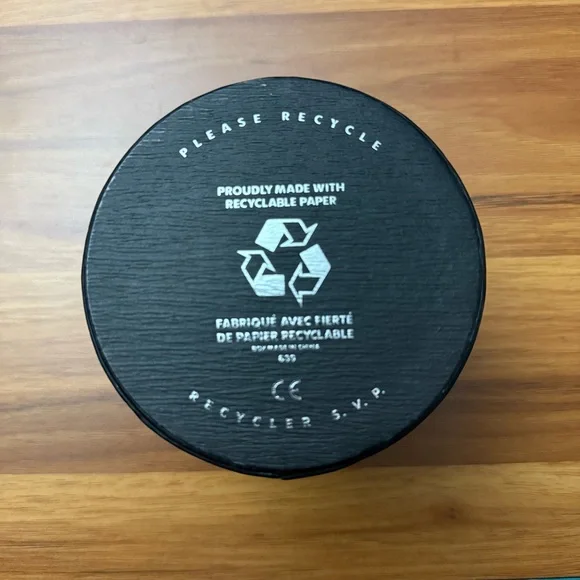 PLEASE RECYCLE
PROUDLY MADE WITH
RECYCLABLE PAPER
FABRIQUÉ AVEC FIERTÉ
DE PAPIER RECYCLABLE
BOX MADE IN CHINA
635
CE
RECYCLER S.V.P.